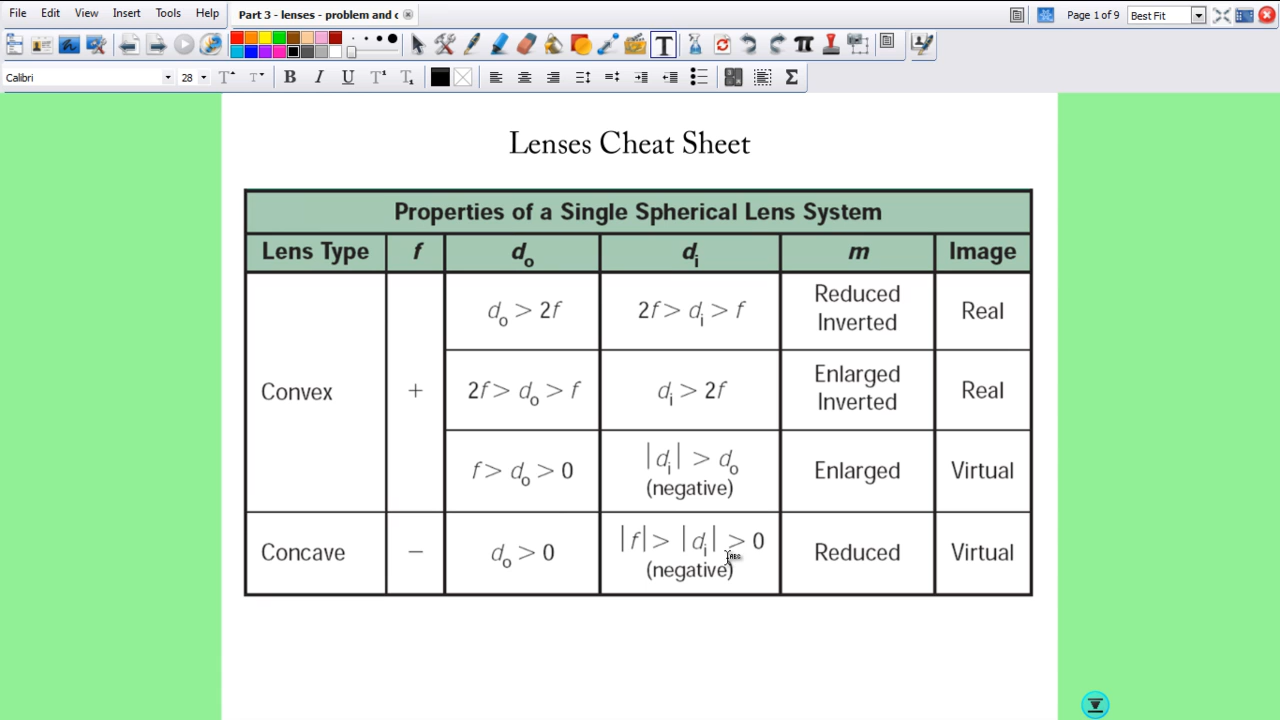 File Edit View Insert Tools Help
Part 3 - lenses - problem and c
Page 1 of 9
Best Fit
Calibri
28
Lenses Cheat Sheet
Properties of a Single Spherical Lens System
Lens Type f dₒ dᵢ m Image
Convex + dₒ > 2f 2f > dᵢ > f Reduced Inverted Real
2f > dₒ > f dᵢ > 2f Enlarged Inverted Real
f > dₒ > 0 |dᵢ| > dₒ (negative) Enlarged Virtual
Concave − dₒ > 0 |f| > |dᵢ| > 0 (negative) Reduced Virtual